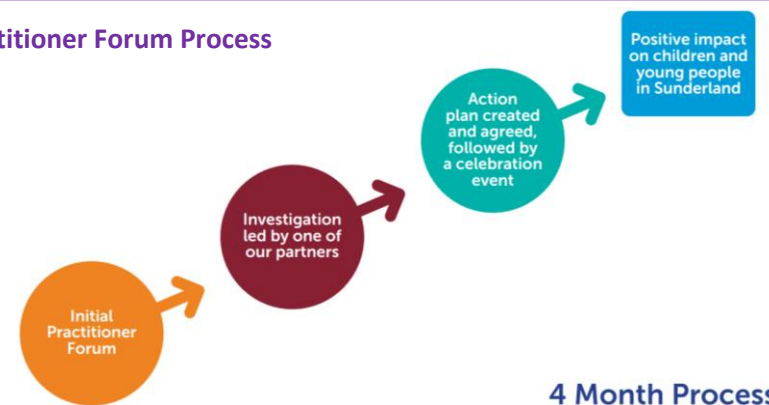 titioner Forum Process
Positive impact
on children and
young people
in Sunderland
Action
plan created
and agreed,
followed by
a celebration
event
Investigation
led by one of
our partners
Initial
Practitioner
Forum
4 Month Process